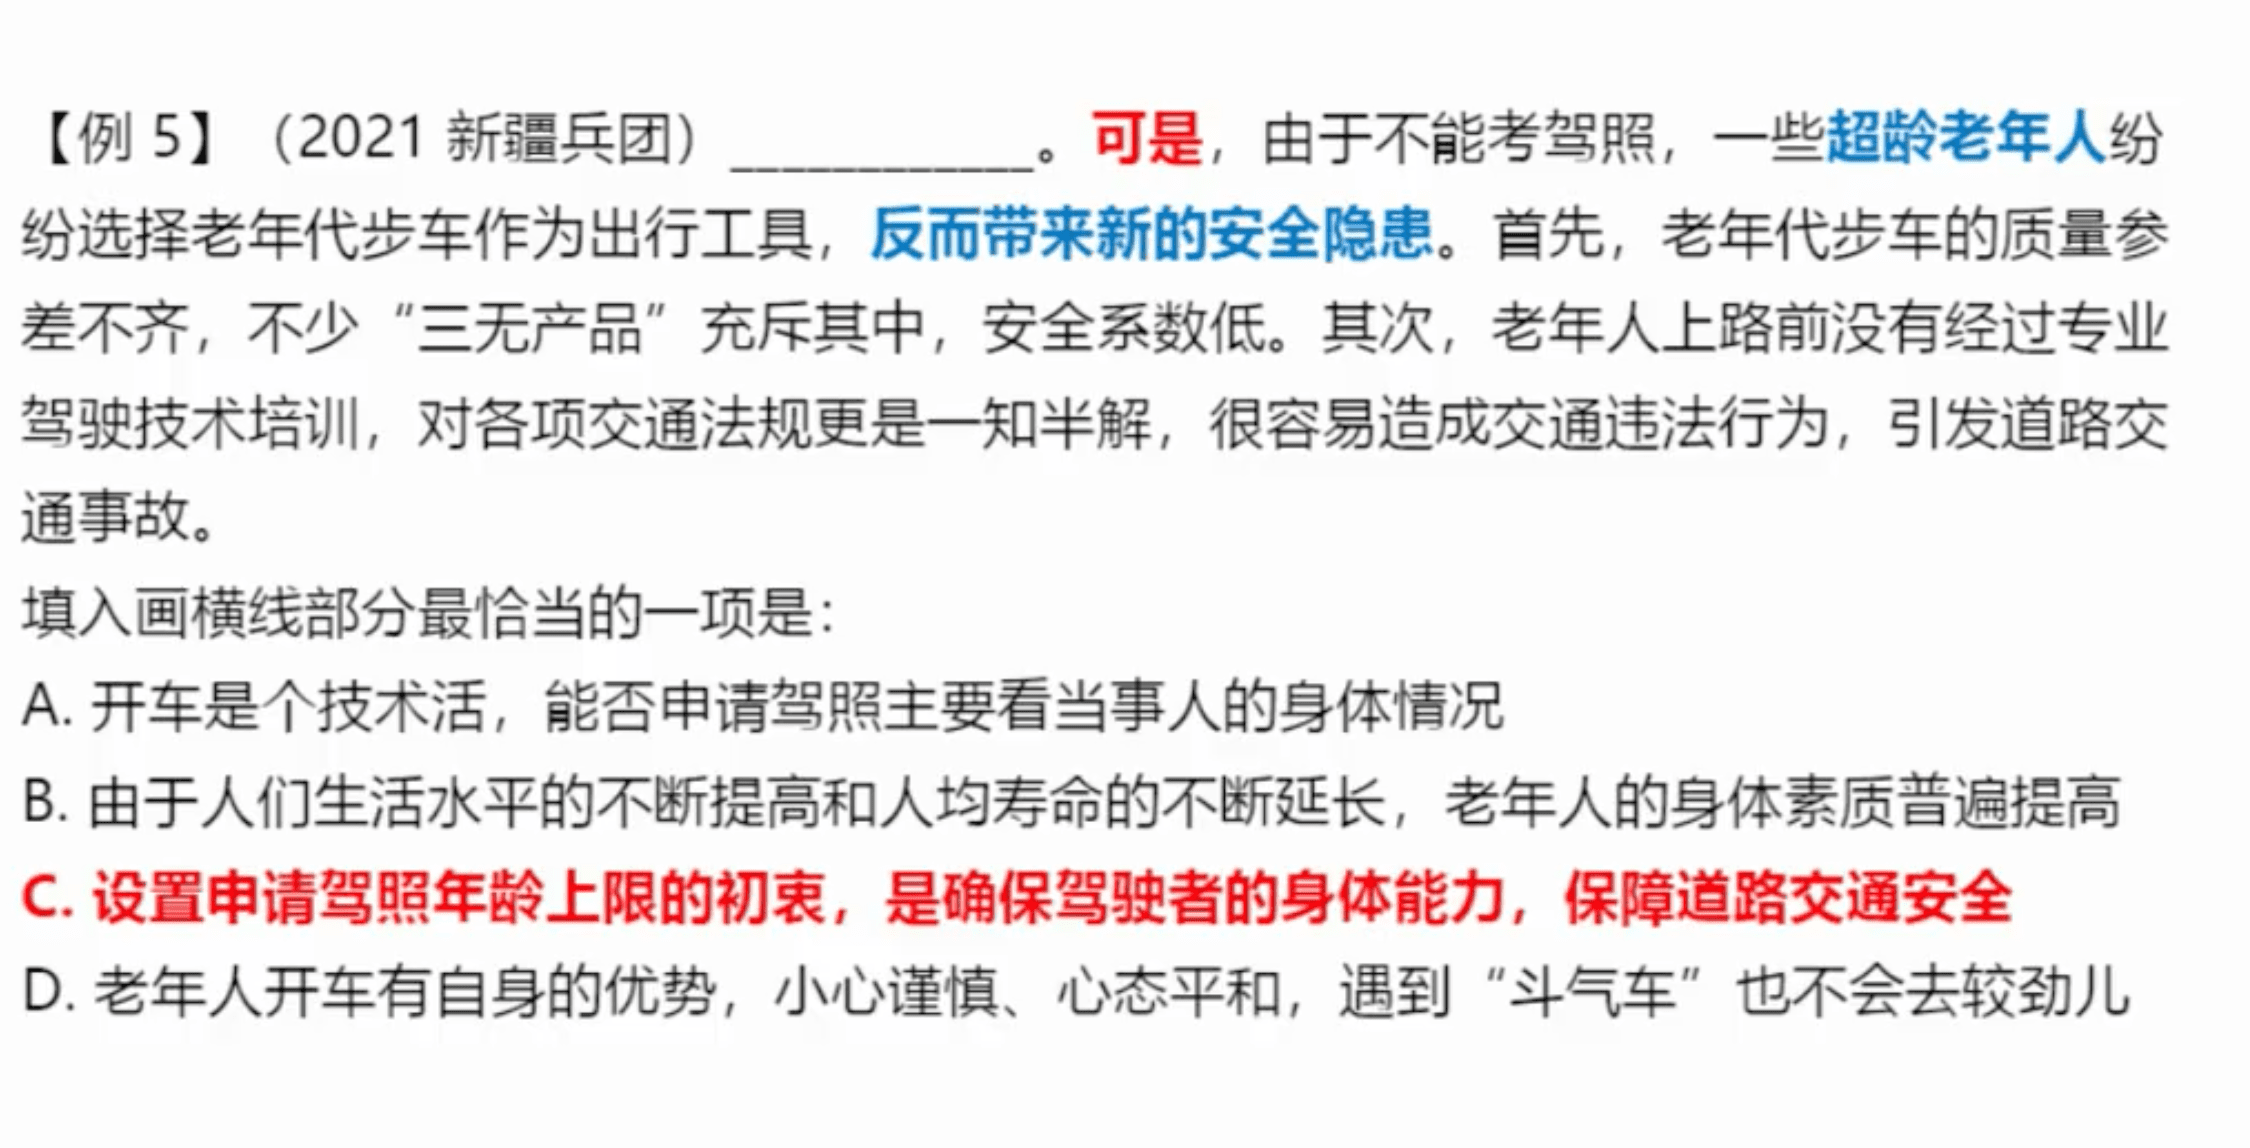 【例 5】（2021 新疆兵团）____________。可是，由于不能考驾照，一些超龄老年人纷
纷选择老年代步车作为出行工具，反而带来新的安全隐患。首先，老年代步车的质量参
差不齐，不少“三无产品”充斥其中，安全系数低。其次，老年人上路前没有经过专业
驾驶技术培训，对各项交通法规更是一知半解，很容易造成交通违法行为，引发道路交
通事故。
填入画横线部分最恰当的一项是：
A. 开车是个技术活，能否申请驾照主要看当事人的身体情况
B. 由于人们生活水平的不断提高和人均寿命的不断延长，老年人的身体素质普遍提高
C. 设置申请驾照年龄上限的初衷，是确保驾驶者的身体能力，保障道路交通安全
D. 老年人开车有自身的优势，小心谨慎、心态平和，遇到“斗气车”也不会去较劲儿